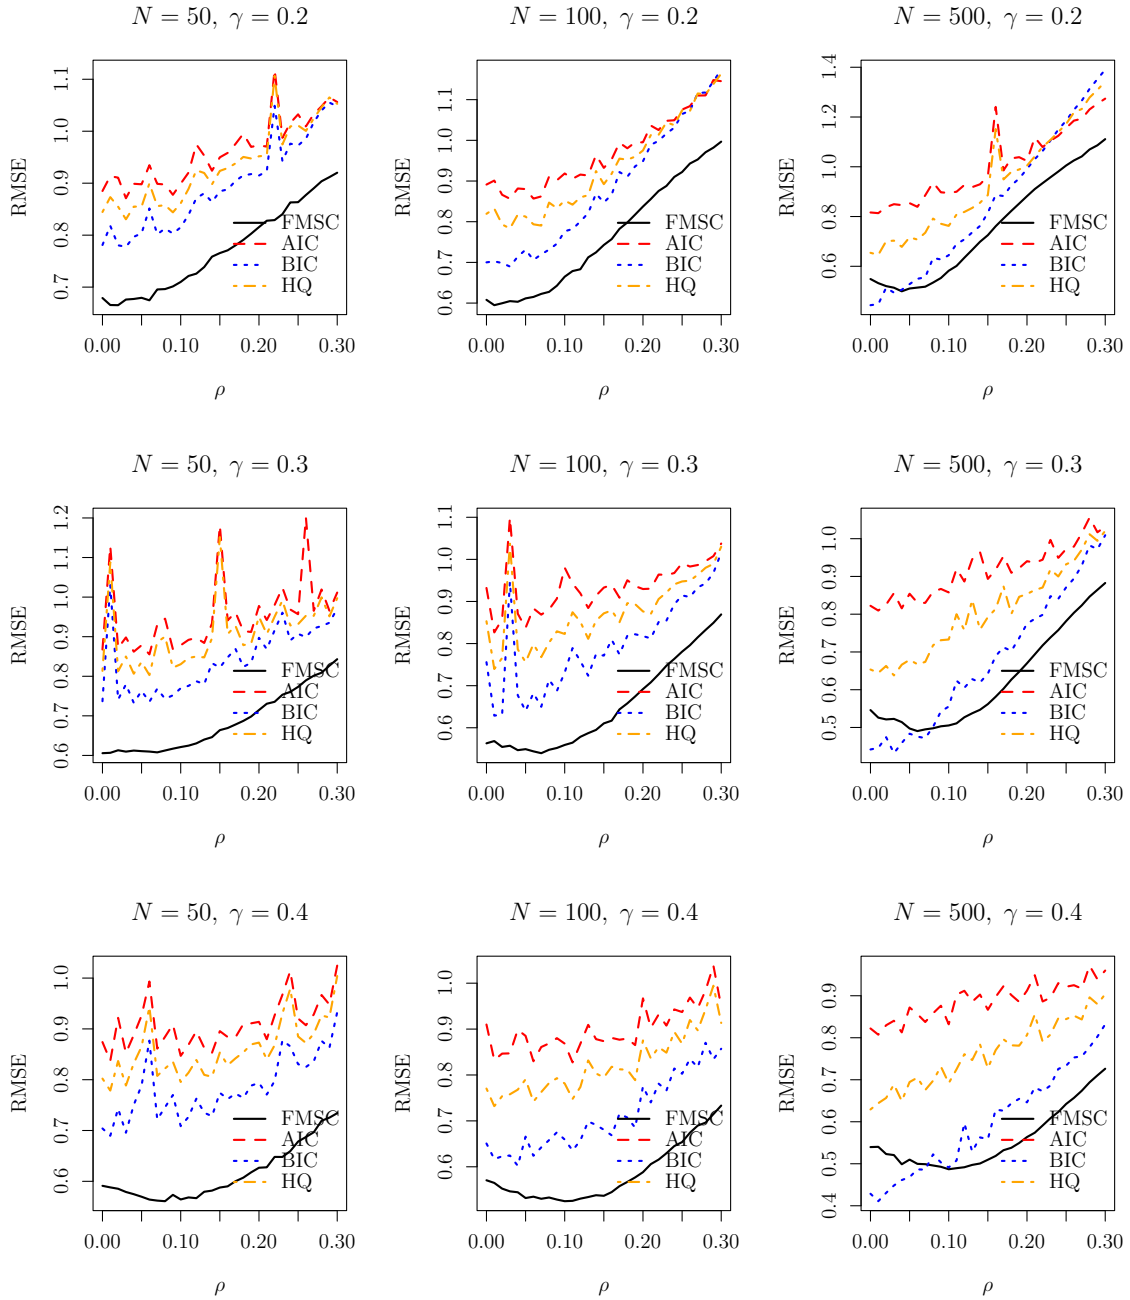 N = 50, γ = 0.2
RMSE
1.1
1.0
0.9
0.8
0.7
FMSC
AIC
BIC
HQ
0.00 0.10 0.20 0.30
ρ
N = 100, γ = 0.2
RMSE
1.1
1.0
0.9
0.8
0.7
0.6
FMSC
AIC
BIC
HQ
0.00 0.10 0.20 0.30
ρ
N = 500, γ = 0.2
RMSE
1.4
1.2
1.0
0.8
0.6
FMSC
AIC
BIC
HQ
0.00 0.10 0.20 0.30
ρ
N = 50, γ = 0.3
RMSE
1.2
1.1
1.0
0.9
0.8
0.7
0.6
FMSC
AIC
BIC
HQ
0.00 0.10 0.20 0.30
ρ
N = 100, γ = 0.3
RMSE
1.1
1.0
0.9
0.8
0.7
0.6
FMSC
AIC
BIC
HQ
0.00 0.10 0.20 0.30
ρ
N = 500, γ = 0.3
RMSE
1.0
0.9
0.8
0.7
0.6
0.5
FMSC
AIC
BIC
HQ
0.00 0.10 0.20 0.30
ρ
N = 50, γ = 0.4
RMSE
1.0
0.9
0.8
0.7
0.6
FMSC
AIC
BIC
HQ
0.00 0.10 0.20 0.30
ρ
N = 100, γ = 0.4
RMSE
1.0
0.9
0.8
0.7
0.6
FMSC
AIC
BIC
HQ
0.00 0.10 0.20 0.30
ρ
N = 500, γ = 0.4
RMSE
0.9
0.8
0.7
0.6
0.5
0.4
FMSC
AIC
BIC
HQ
0.00 0.10 0.20 0.30
ρ